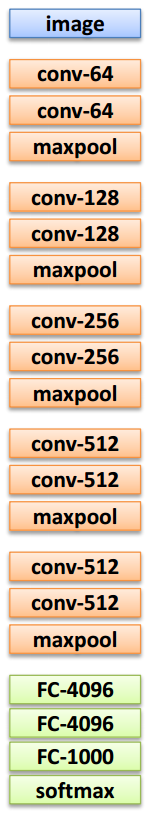 image
conv-64
conv-64
maxpool
conv-128
conv-128
maxpool
conv-256
conv-256
maxpool
conv-512
conv-512
maxpool
conv-512
conv-512
maxpool
FC-4096
FC-4096
FC-1000
softmax